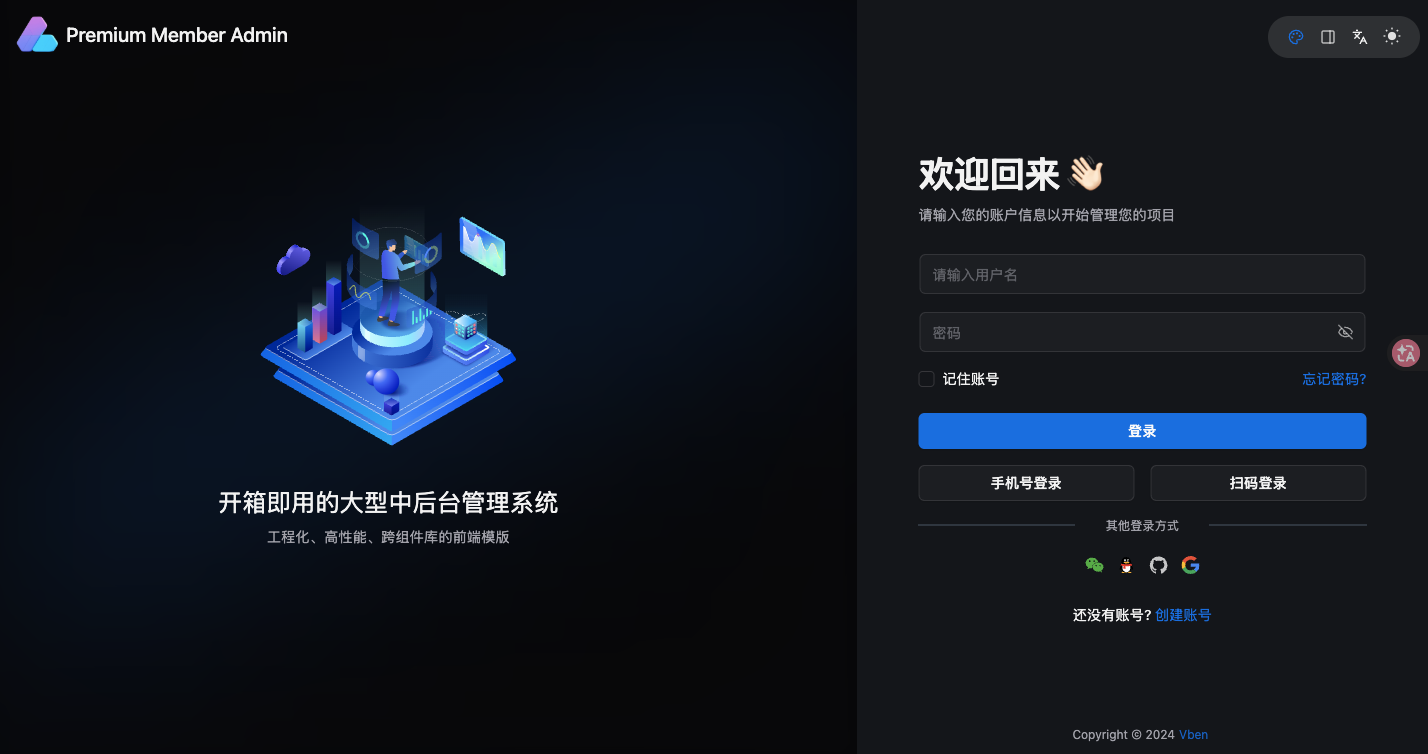 Premium Member Admin
开箱即用的大型中后台管理系统
工程化、高性能、跨组件库的前端模版
欢迎回来 👋🏻
请输入您的账户信息以开始管理您的项目
请输入用户名
密码
记住账号
忘记密码?
登录
手机号登录
扫码登录
其他登录方式
还没有账号? 创建账号
Copyright © 2024 Vben